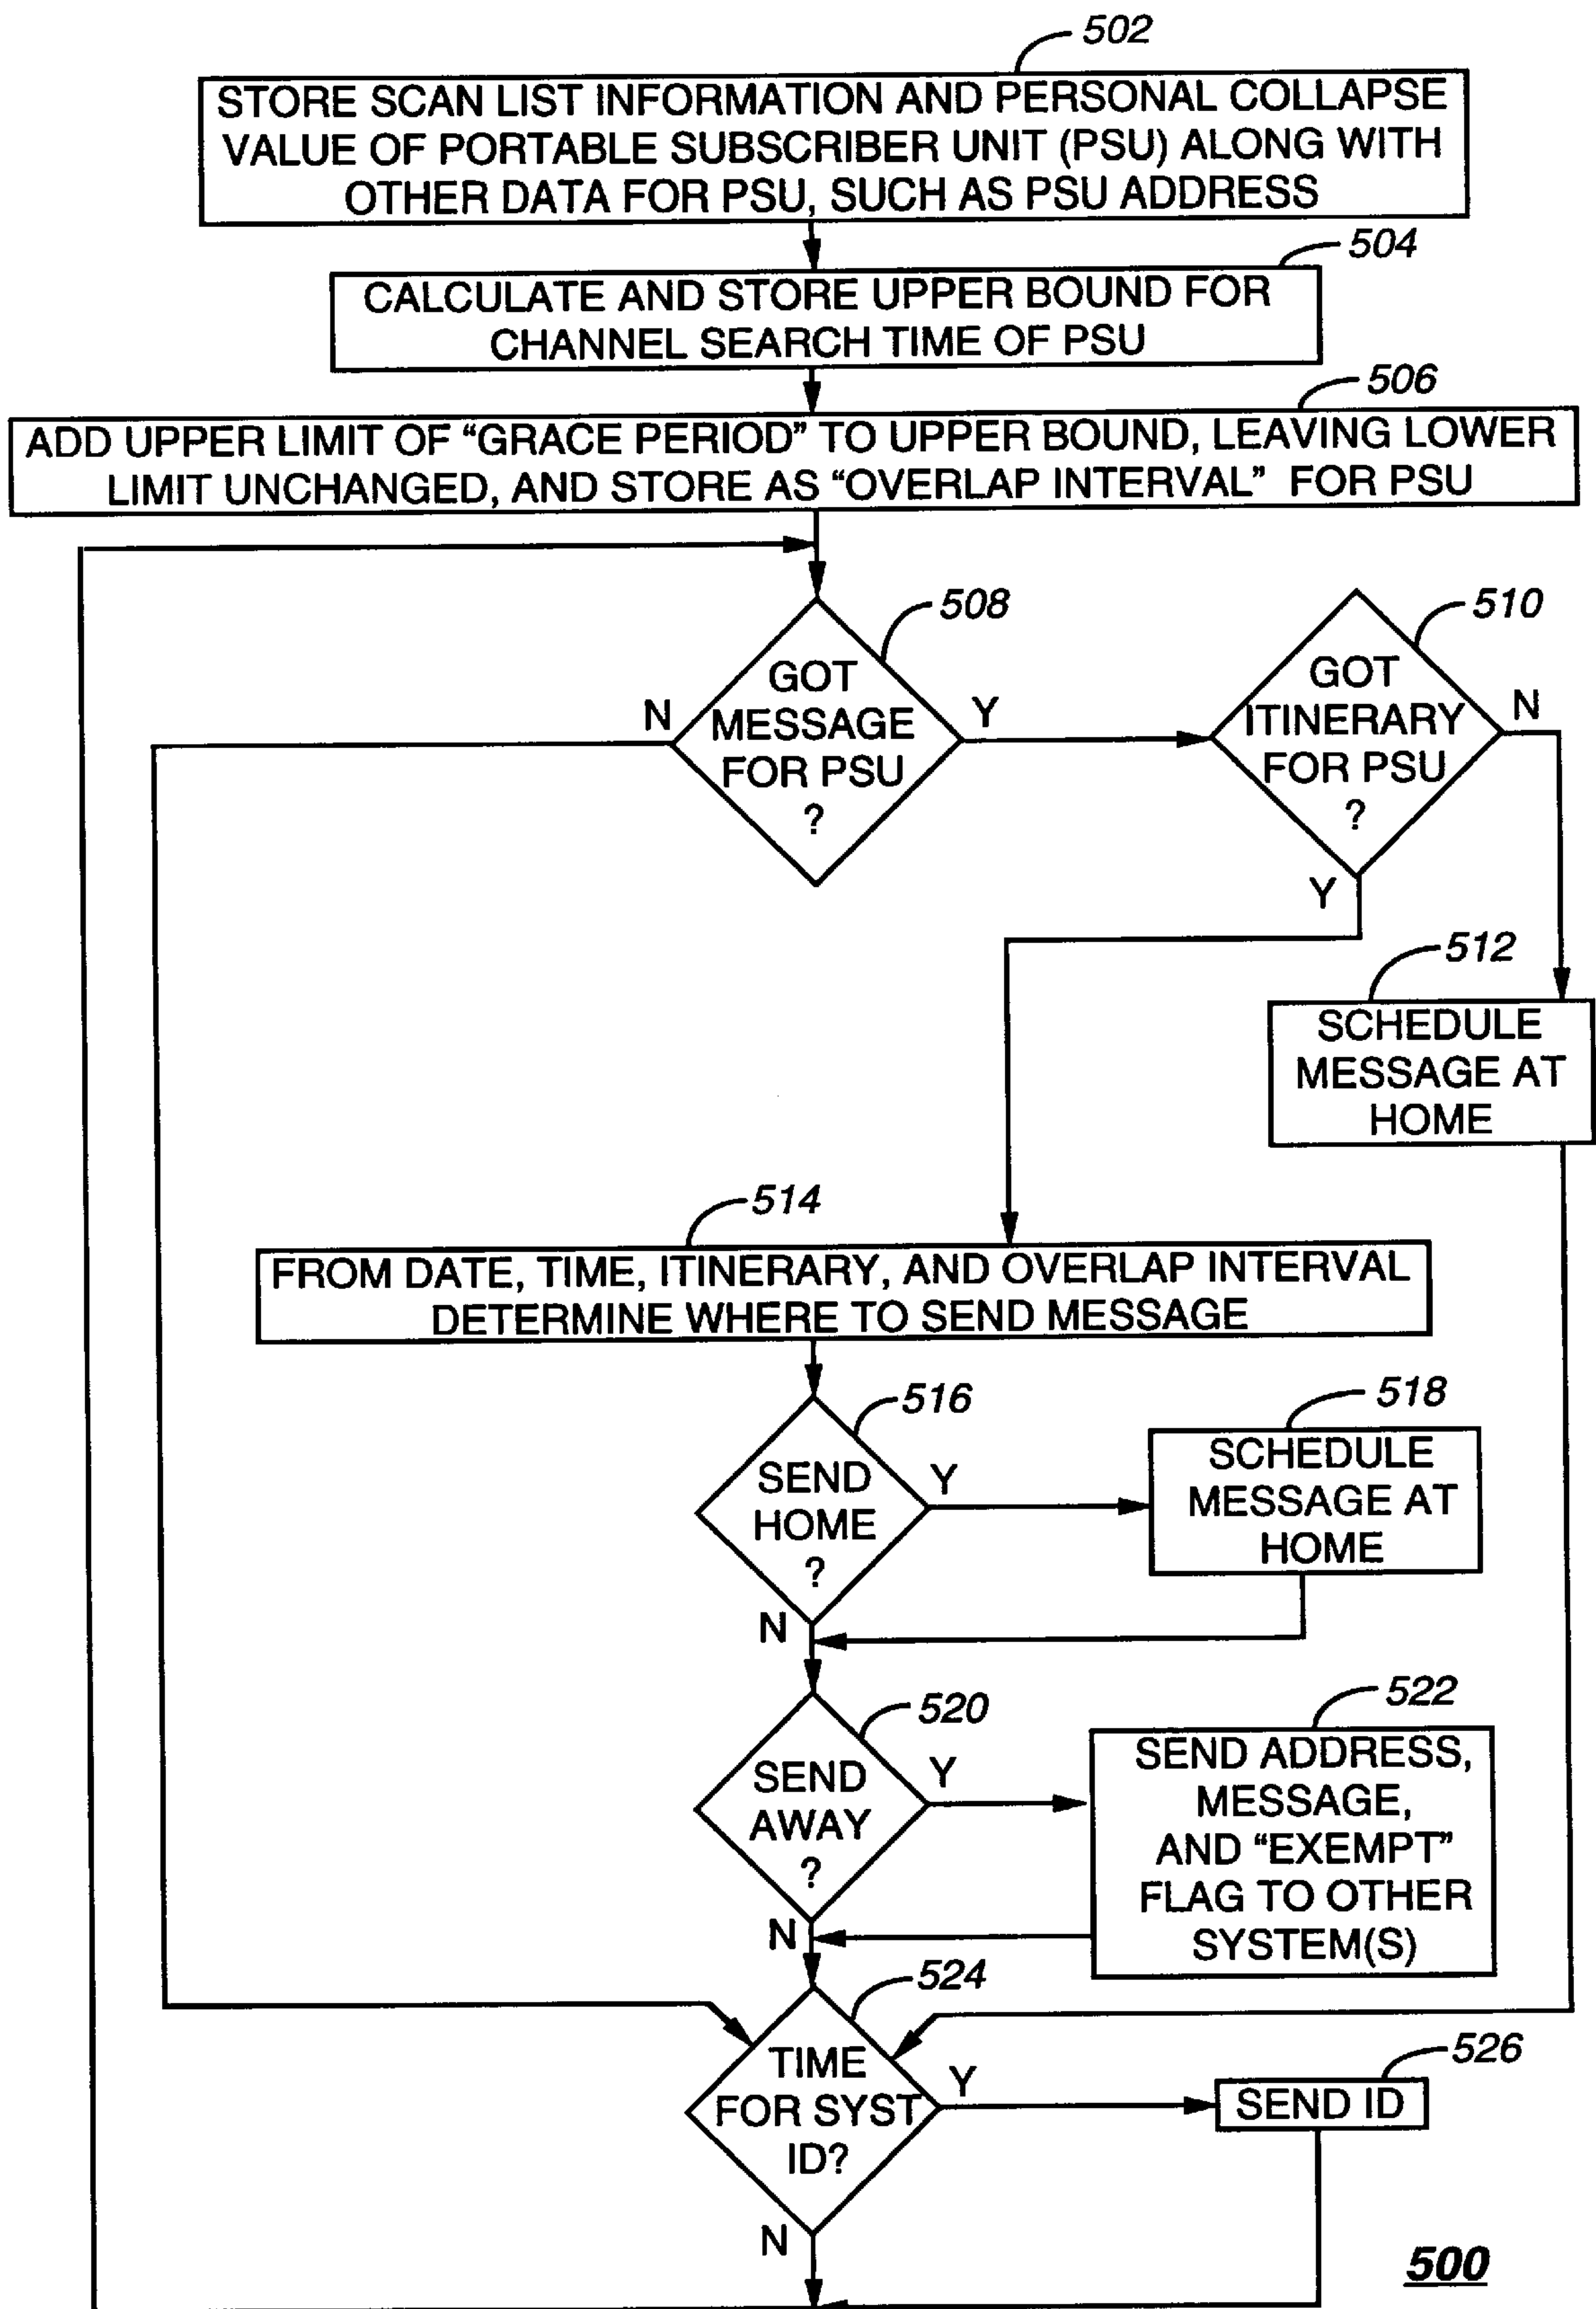 502
STORE SCAN LIST INFORMATION AND PERSONAL COLLAPSE
VALUE OF PORTABLE SUBSCRIBER UNIT (PSU) ALONG WITH
OTHER DATA FOR PSU, SUCH AS PSU ADDRESS
504
CALCULATE AND STORE UPPER BOUND FOR
CHANNEL SEARCH TIME OF PSU
506
ADD UPPER LIMIT OF “GRACE PERIOD” TO UPPER BOUND, LEAVING LOWER
LIMIT UNCHANGED, AND STORE AS “OVERLAP INTERVAL” FOR PSU
508
GOT
MESSAGE
FOR PSU
?
N
Y
510
GOT
ITINERARY
FOR PSU
?
N
Y
512
SCHEDULE
MESSAGE AT
HOME
514
FROM DATE, TIME, ITINERARY, AND OVERLAP INTERVAL
DETERMINE WHERE TO SEND MESSAGE
516
SEND
HOME
?
Y
N
518
SCHEDULE
MESSAGE AT
HOME
520
SEND
AWAY
?
Y
N
522
SEND ADDRESS,
MESSAGE,
AND “EXEMPT”
FLAG TO OTHER
SYSTEM(S)
524
TIME
FOR SYST
ID?
Y
N
526
SEND ID
500